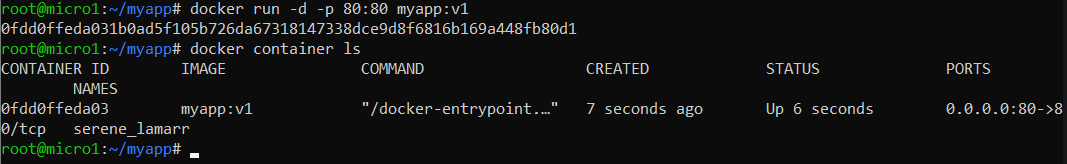 root@micro1:~/myapp# docker run -d -p 80:80 myapp:v1
0fdd0ffeda031b0ad5f105b726da67318147338dce9d8f6816b169a448fb80d1
root@micro1:~/myapp# docker container ls
CONTAINER ID        IMAGE               COMMAND                  CREATED             STATUS              PORTS
         NAMES
0fdd0ffeda03        myapp:v1            "/docker-entrypoint.…"   7 seconds ago       Up 6 seconds        0.0.0.0:80->8
0/tcp   serene_lamarr
root@micro1:~/myapp#